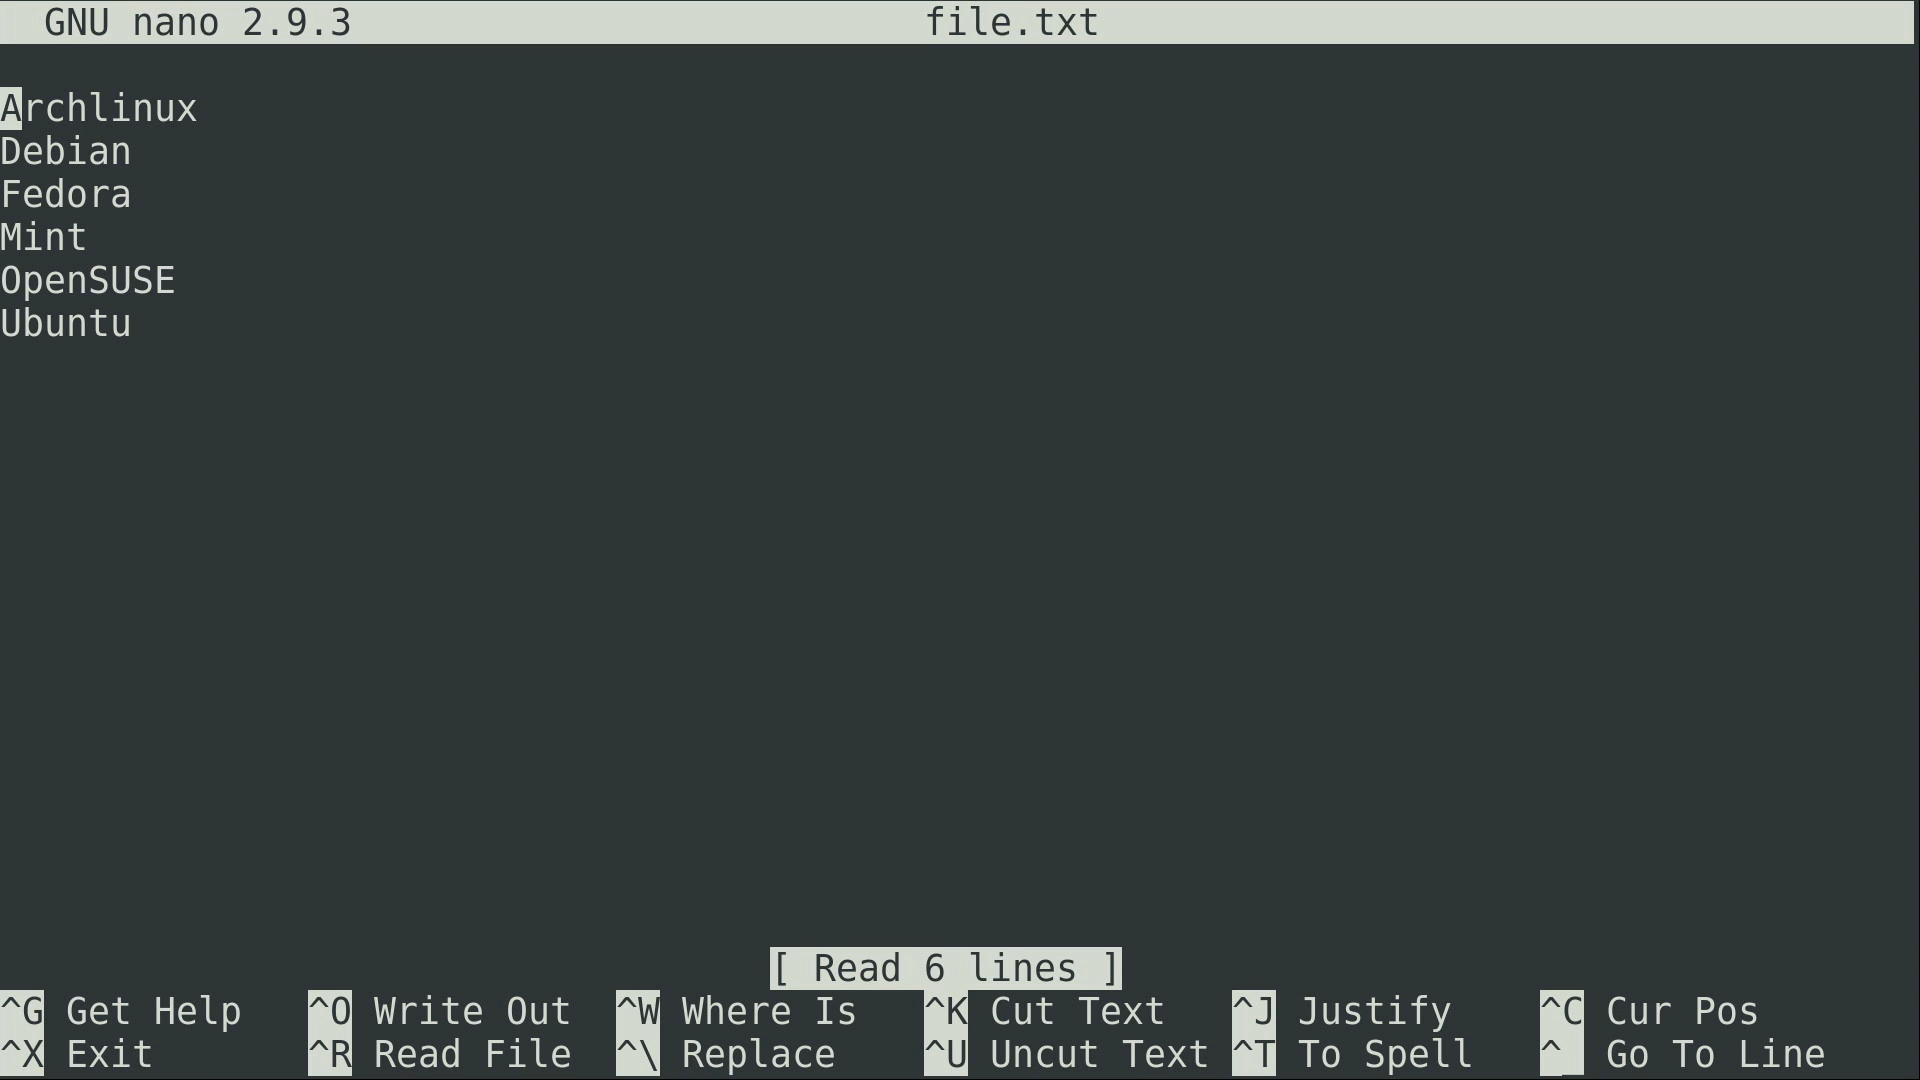 GNU nano 2.9.3 file.txt
Archlinux
Debian
Fedora
Mint
OpenSUSE
Ubuntu
[ Read 6 lines ]
^G Get Help ^O Write Out ^W Where Is ^K Cut Text ^J Justify ^C Cur Pos
^X Exit ^R Read File ^\ Replace ^U Uncut Text ^T To Spell ^_ Go To Line